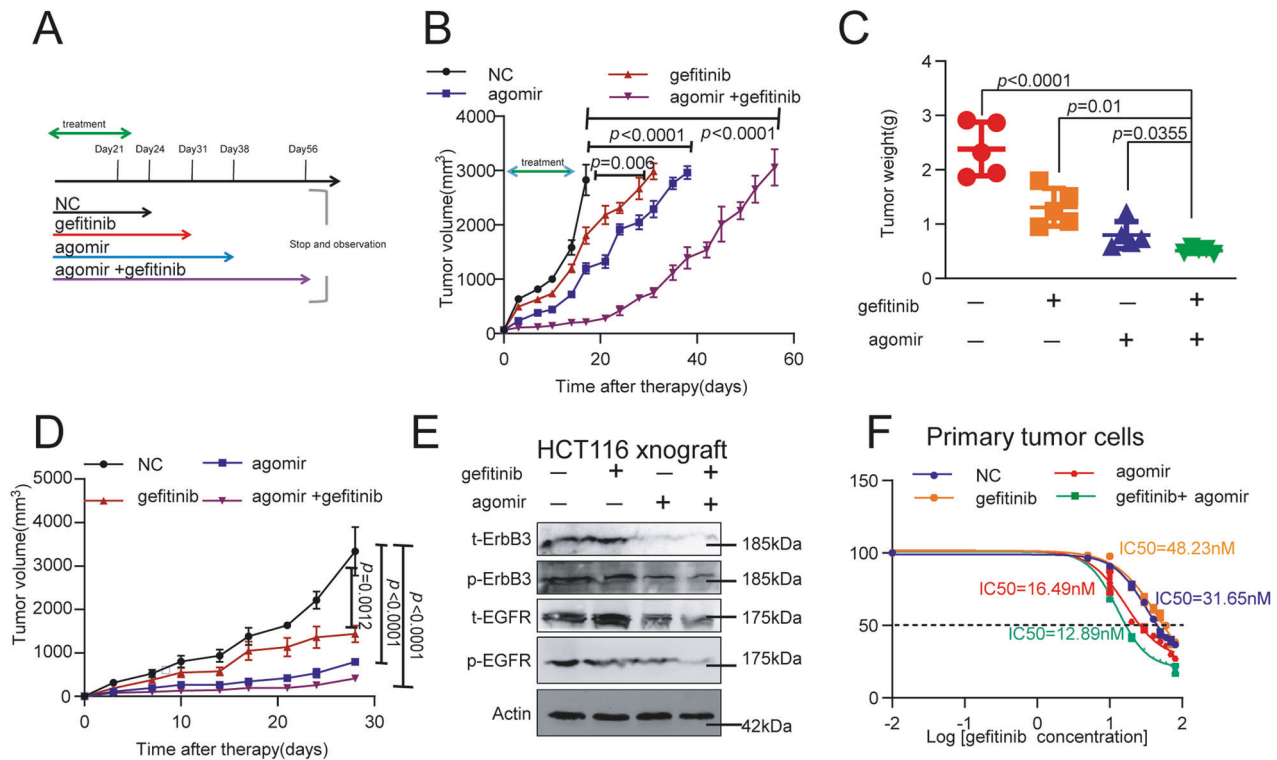 A
treatment
Day21 Day24 Day31 Day38 Day56
NC
gefitinib
agomir
agomir +gefitinib
Stop and observation
B
NC gefitinib
agomir agomir +gefitinib
4000
3000
2000
1000
0
Tumor volume(mm³)
treatment
p<0.0001 p<0.0001
p=0.006
0 20 40 60
Time after therapy(days)
C
4
3
2
1
0
Tumor weight(g)
p<0.0001
p=0.01
p=0.0355
gefitinib — + — +
agomir — — + +
D
NC agomir
gefitinib agomir +gefitinib
5000
4000
3000
2000
1000
0
Tumor volume(mm³)
p=0.0012
p<0.0001
p<0.0001
0 10 20 30
Time after therapy(days)
E
HCT116 xnograft
gefitinib — + — +
agomir — — + +
t-ErbB3 185kDa
p-ErbB3 185kDa
t-EGFR 175kDa
p-EGFR 175kDa
Actin 42kDa
F
Primary tumor cells
NC agomir
gefitinib gefitinib+ agomir
150
100
50
0
IC50=48.23nM
IC50=16.49nM
IC50=31.65nM
IC50=12.89nM
-2 -1 0 1 2
Log [gefitinib concentration]